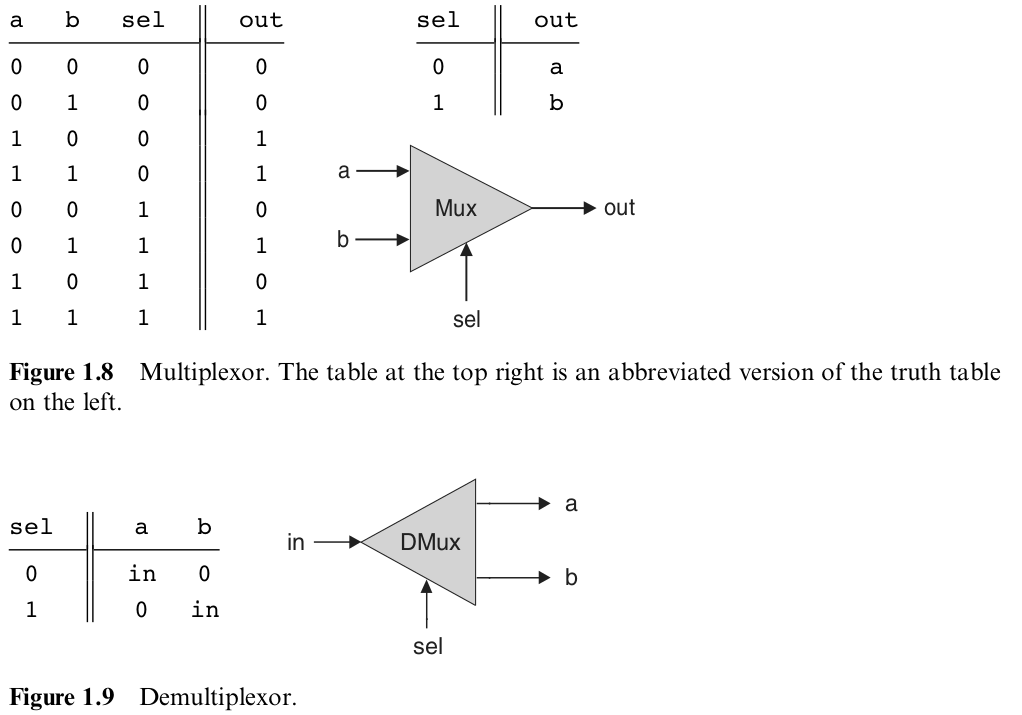 a b sel out
0 0 0 0
0 1 0 0
1 0 0 1
1 1 0 1
0 0 1 0
0 1 1 1
1 0 1 0
1 1 1 1
sel out
0 a
1 b
a
b
Mux
out
sel
Figure 1.8 Multiplexor. The table at the top right is an abbreviated version of the truth table
on the left.
sel a b
0 in 0
1 0 in
in
DMux
a
b
sel
Figure 1.9 Demultiplexor.